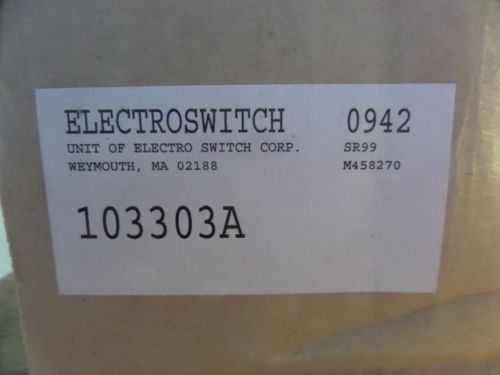 ELECTROSWITCH 0942
UNIT OF ELECTRO SWITCH CORP. SR99
WEYMOUTH, MA 02188 M458270
103303A